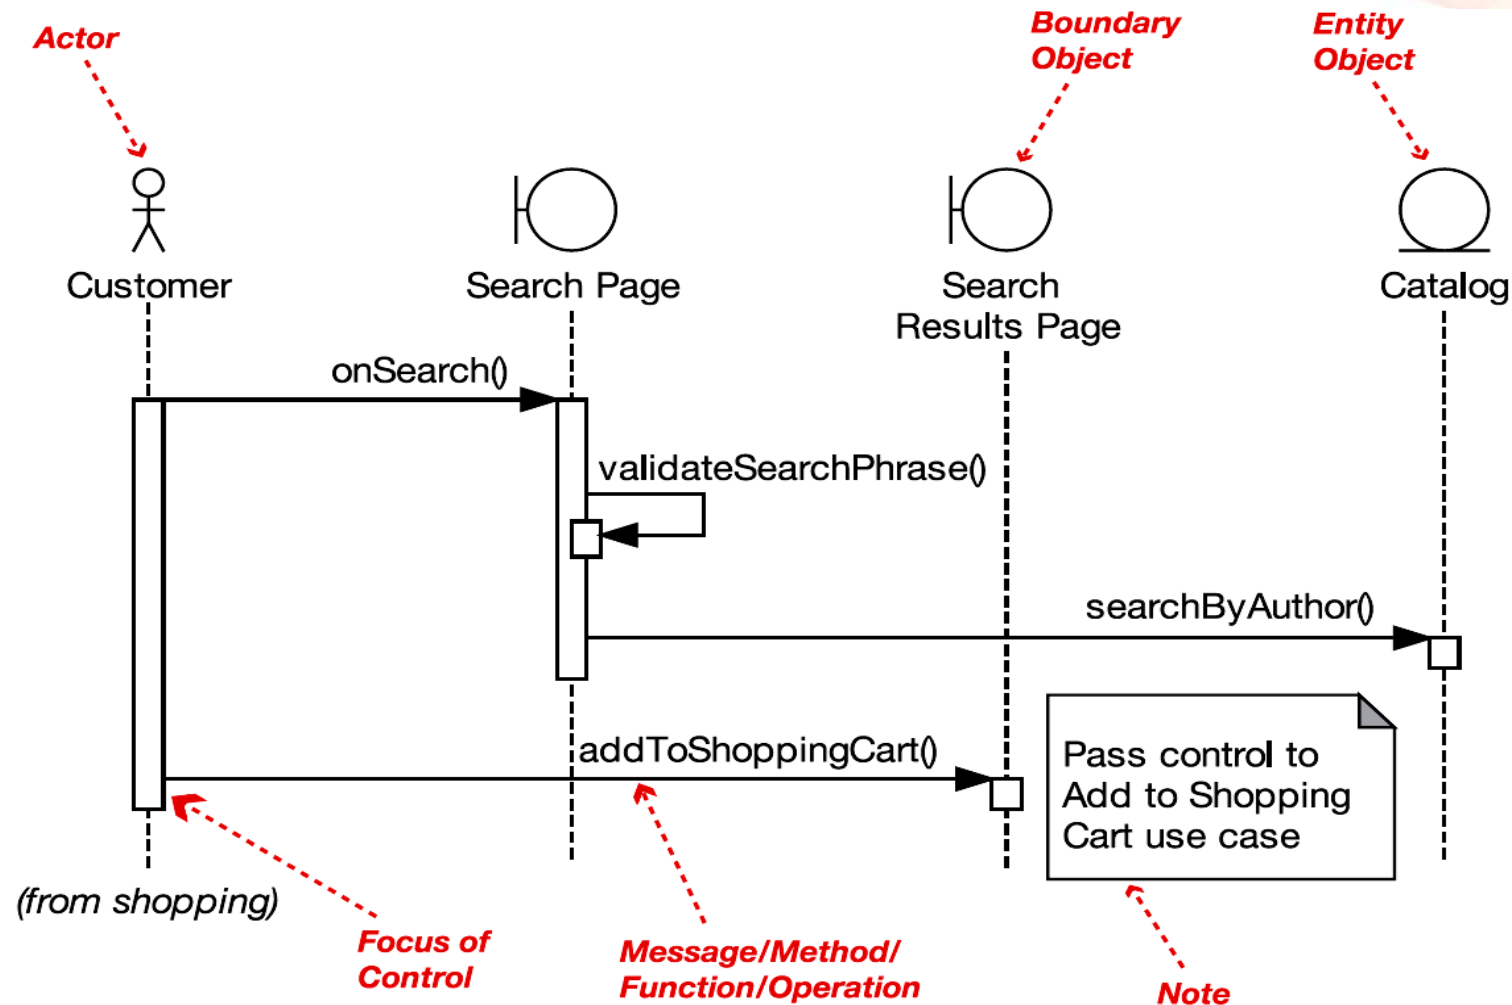 Actor
Boundary
Object
Entity
Object
Customer
Search Page
Search
Results Page
Catalog
onSearch()
validateSearchPhrase()
searchByAuthor()
addToShoppingCart()
Pass control to
Add to Shopping
Cart use case
(from shopping)
Focus of
Control
Message/Method/
Function/Operation
Note